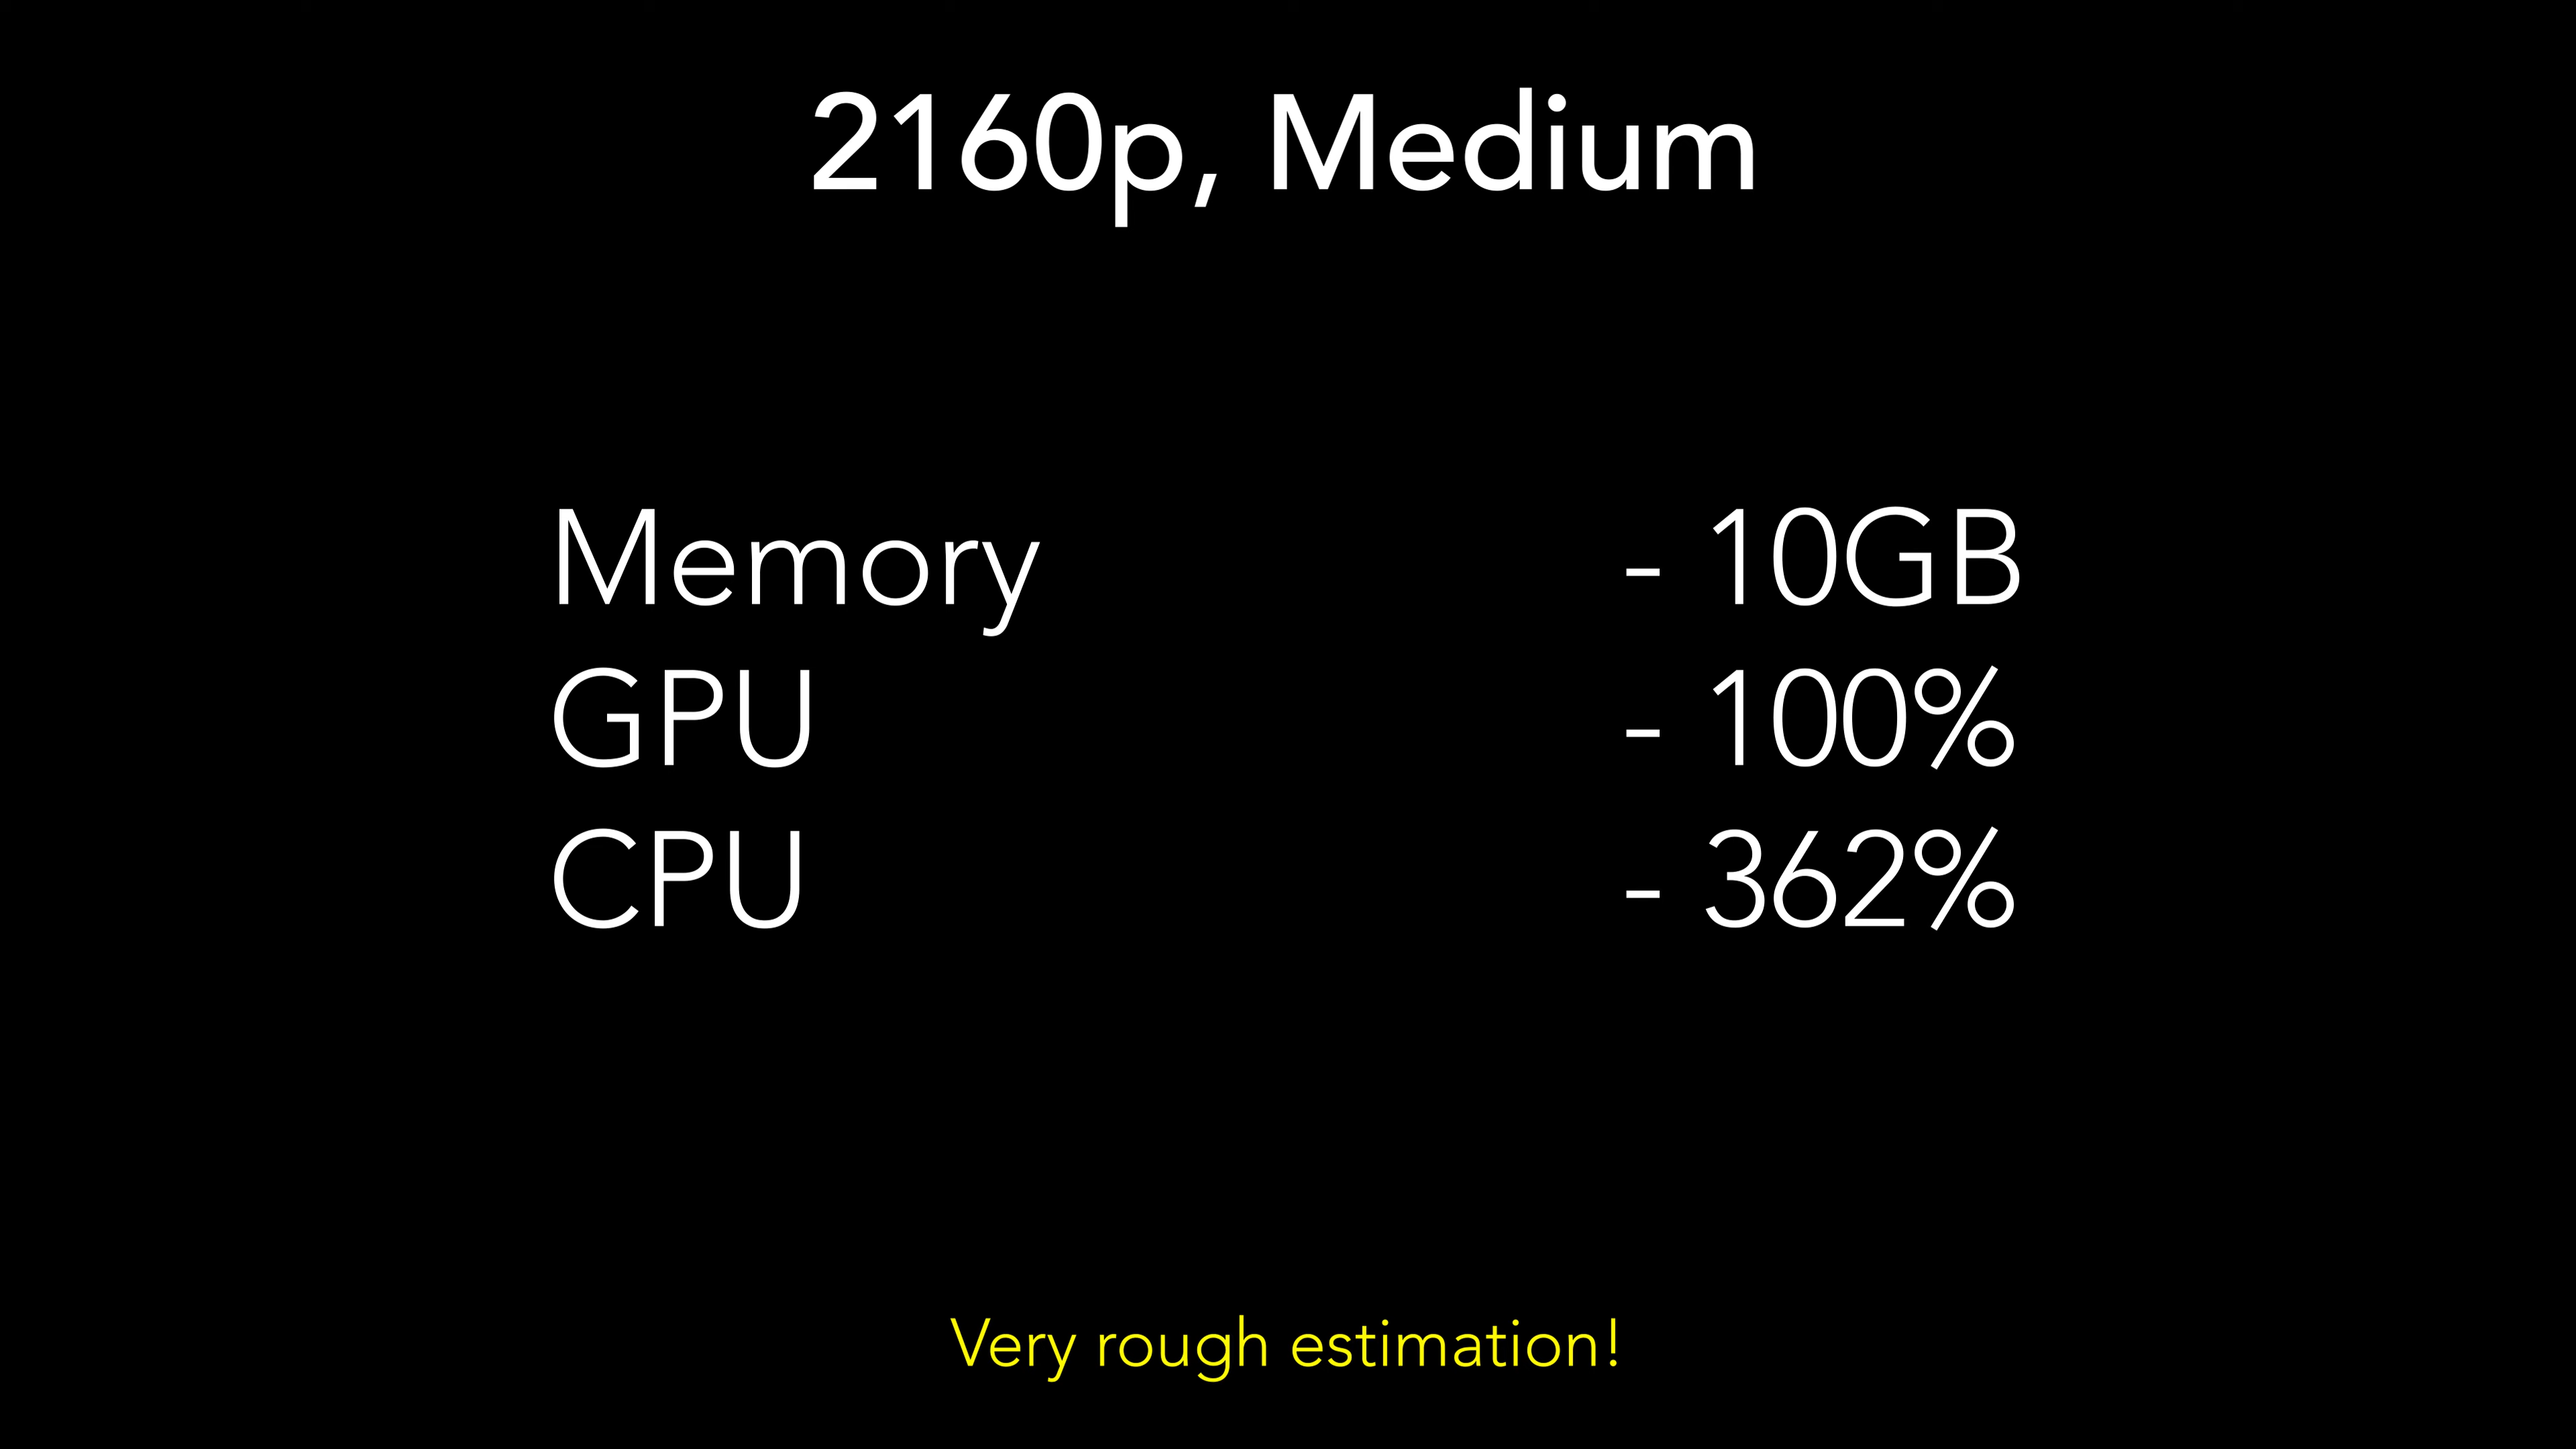 2160p, Medium
Memory - 10GB
GPU - 100%
CPU - 362%
Very rough estimation!